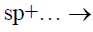 sp+… →